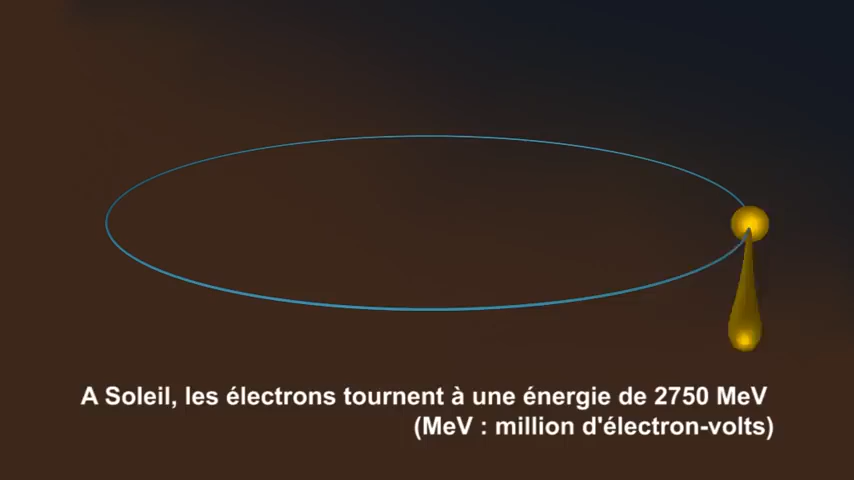 A Soleil, les électrons tournent à une énergie de 2750 MeV
(MeV : million d'électron-volts)